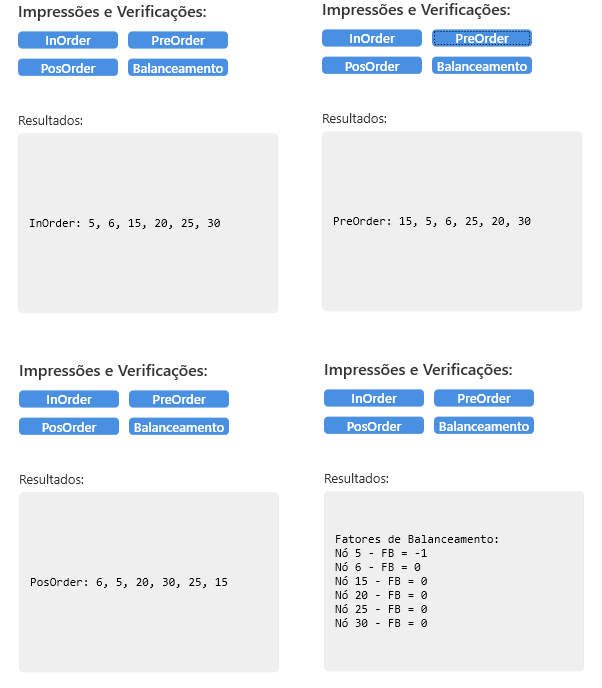 Impressões e Verificações:
InOrder PreOrder
PosOrder Balanceamento
Resultados:
InOrder: 5, 6, 15, 20, 25, 30
Impressões e Verificações:
InOrder PreOrder
PosOrder Balanceamento
Resultados:
PreOrder: 15, 5, 6, 25, 20, 30
Impressões e Verificações:
InOrder PreOrder
PosOrder Balanceamento
Resultados:
PosOrder: 6, 5, 20, 30, 25, 15
Impressões e Verificações:
InOrder PreOrder
PosOrder Balanceamento
Resultados:
Fatores de Balanceamento:
Nó 5 - FB = -1
Nó 6 - FB = 0
Nó 15 - FB = 0
Nó 20 - FB = 0
Nó 25 - FB = 0
Nó 30 - FB = 0